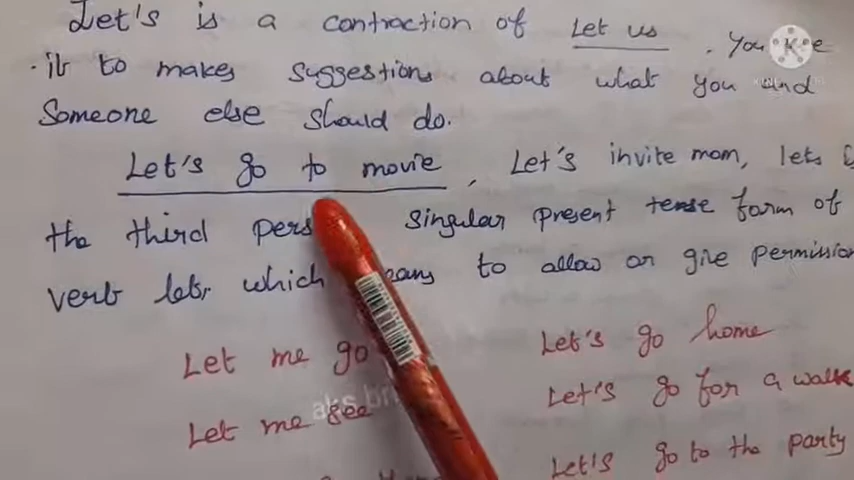 Let's is a contraction of Let us . You
it to makes suggestions about what you and
Someone else should do.
Let's go to movie , Let's invite mom, lets
the third singular present tense form of
verb lets, which to allow or give permission
Let me go Let's go home
Let me see Let's go for a walk
Let's go to the party